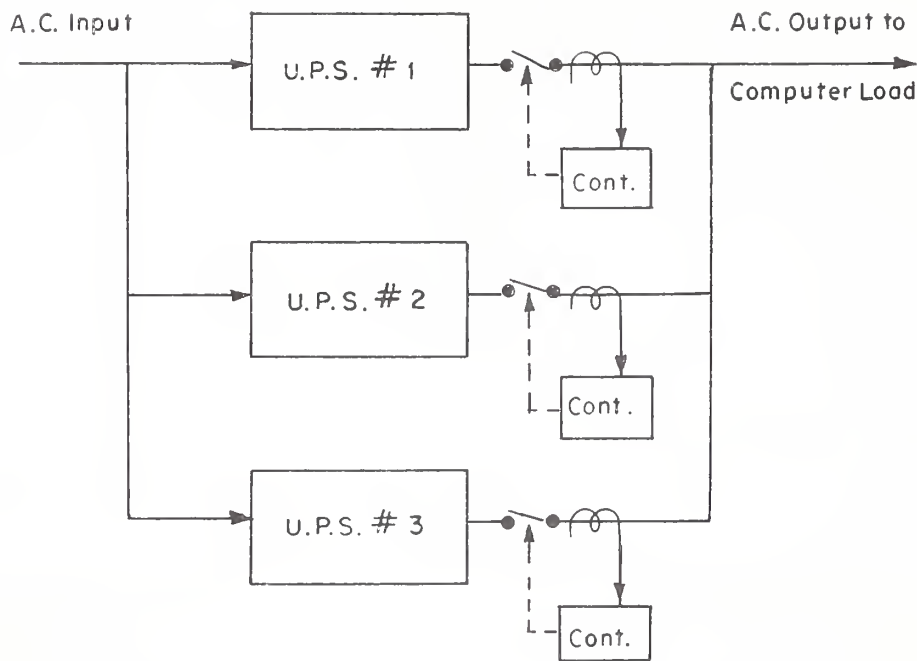 A.C. Input
A.C. Output to
Computer Load
U.P.S. # 1
Cont.
U.P.S. # 2
Cont.
U.P.S. # 3
Cont.